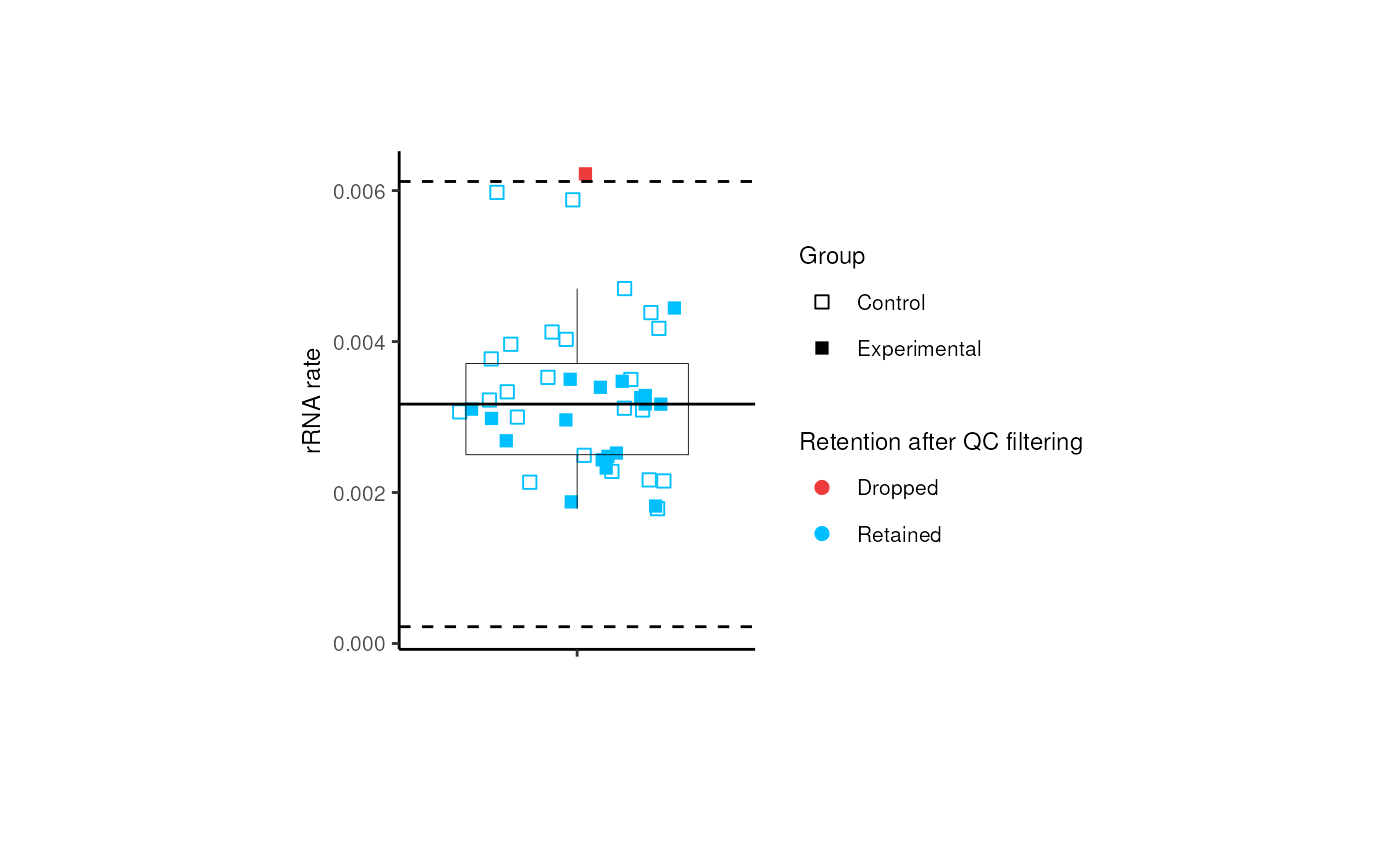 rRNA rate
0.006
0.004
0.002
0.000
Group
Control
Experimental
Retention after QC filtering
Dropped
Retained